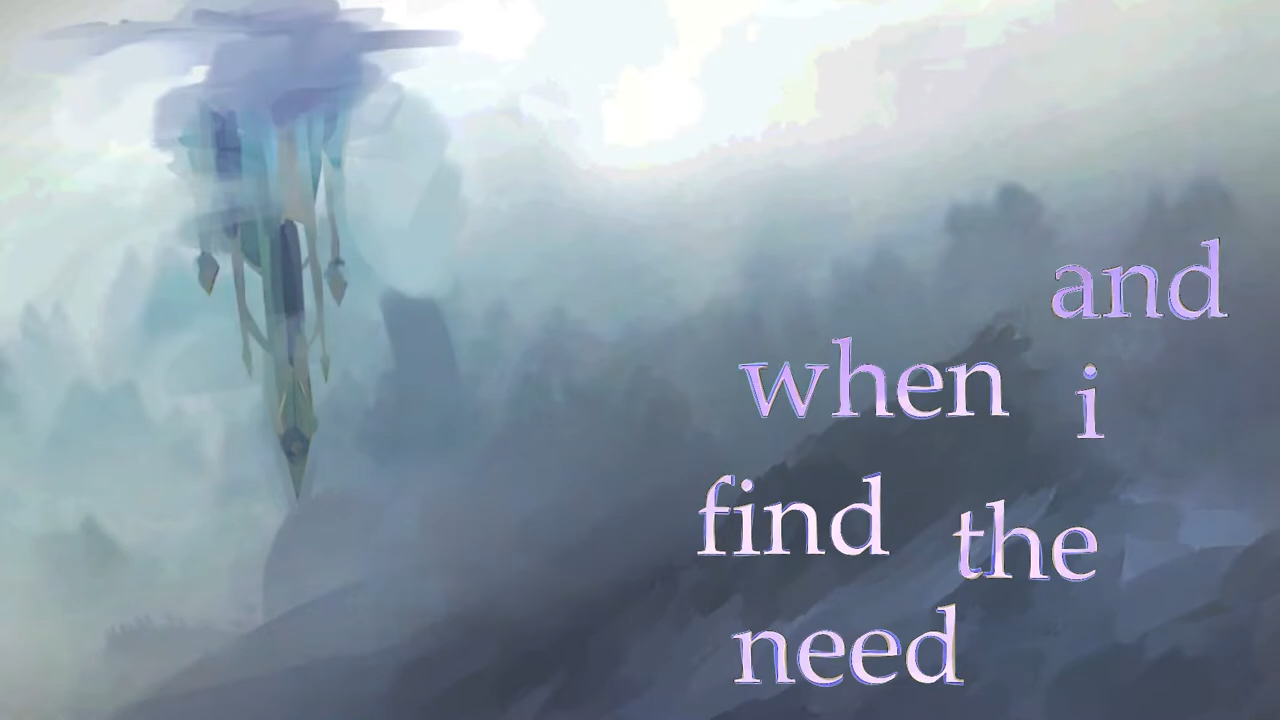 and
when i
find the
need